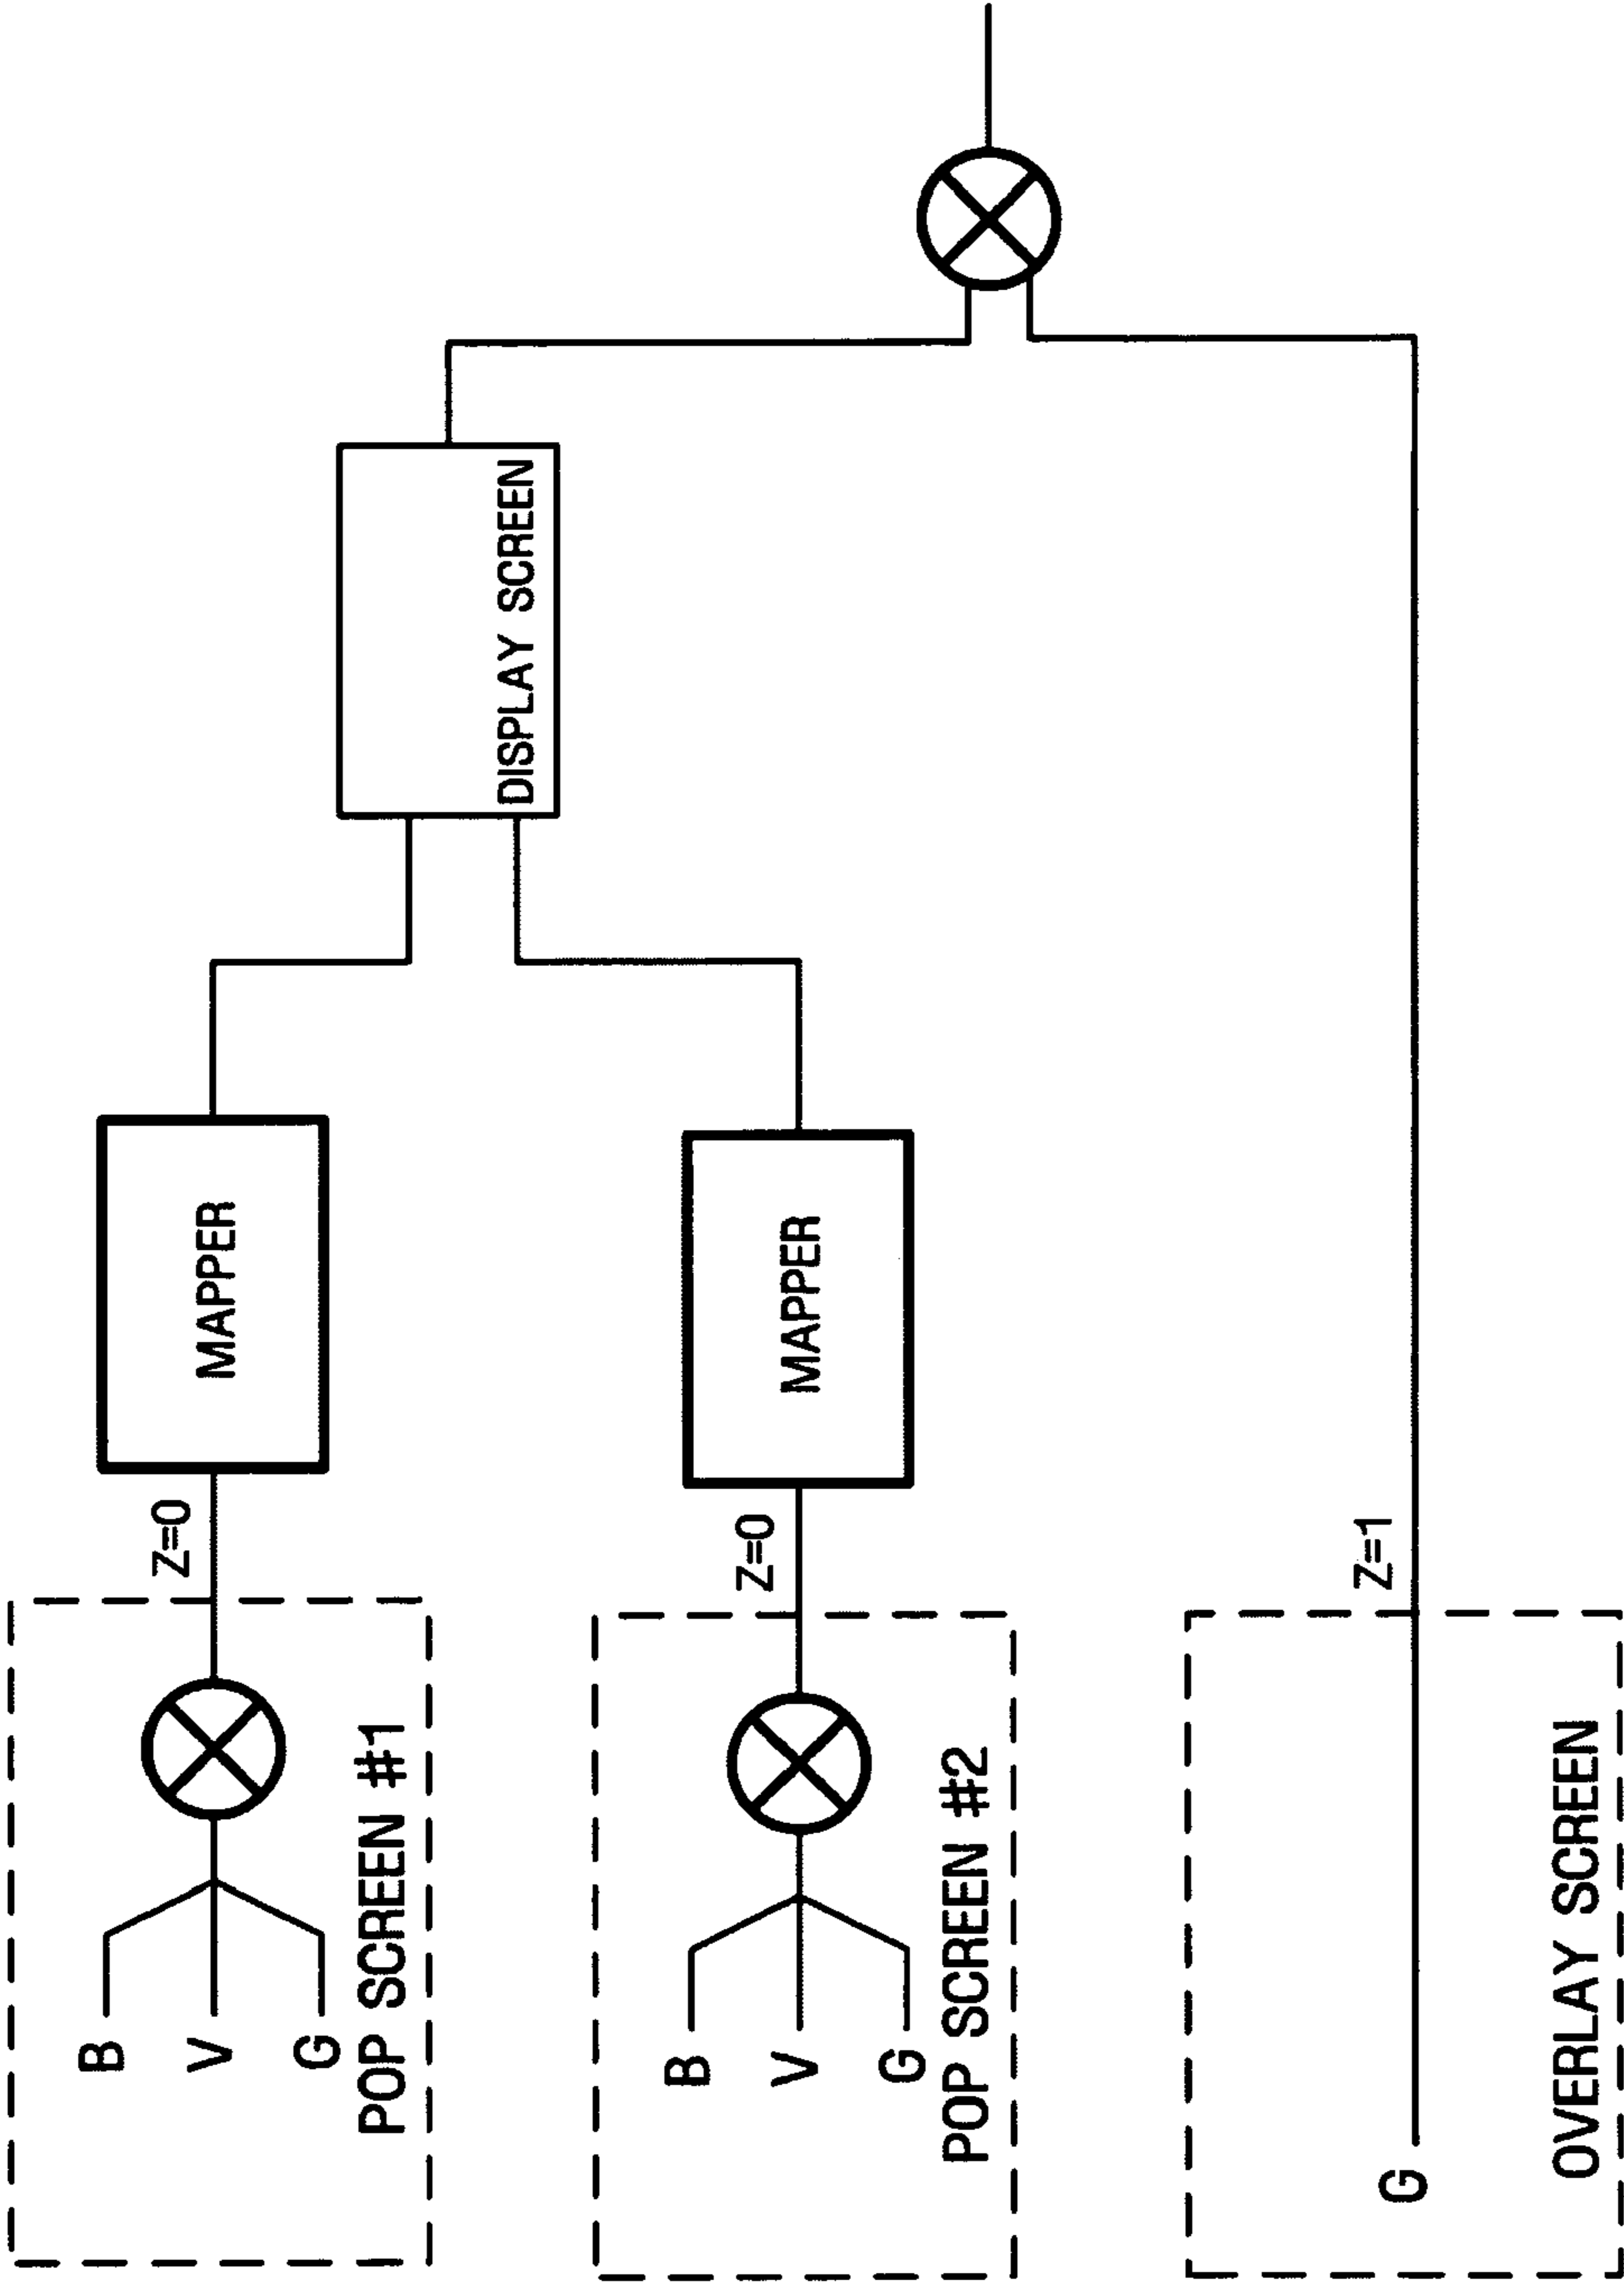 B
V
G
POP SCREEN #1
Z=0
MAPPER
B
V
G
POP SCREEN #2
Z=0
MAPPER
DISPLAY SCREEN
G
OVERLAY SCREEN
Z=1